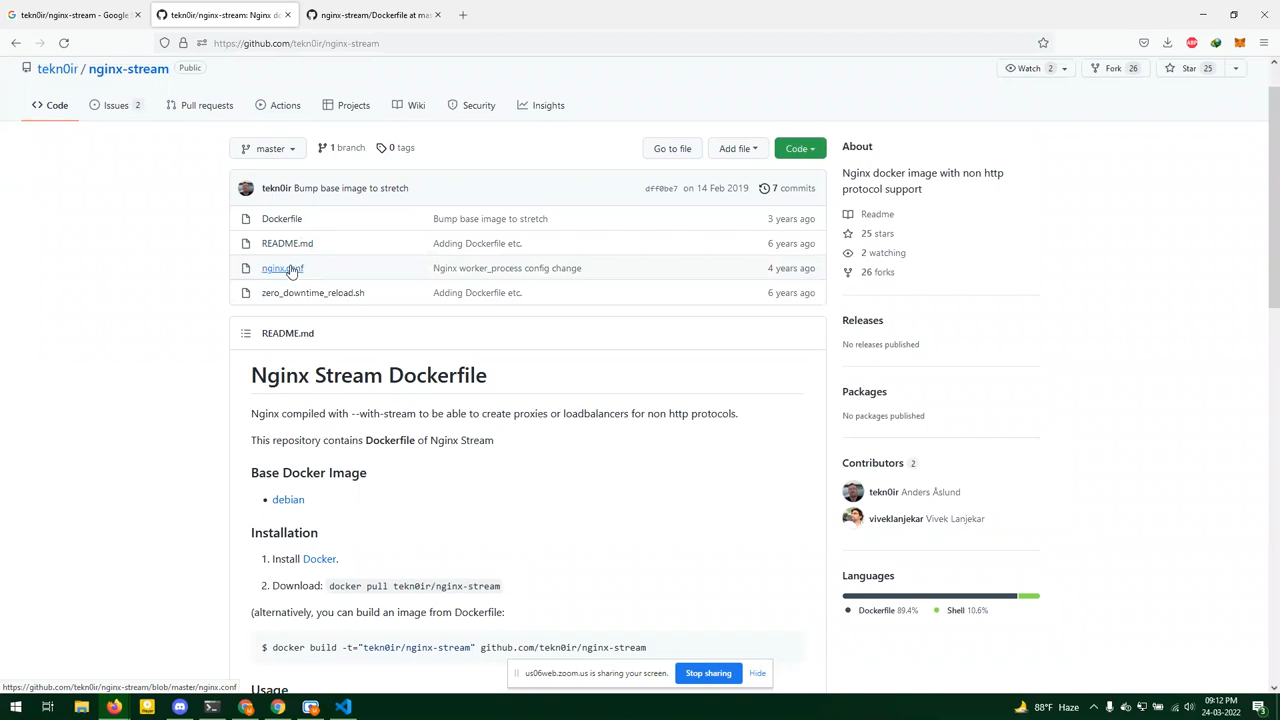 tekn0ir/nginx-stream - Google
tekn0ir/nginx-stream: Nginx do
nginx-stream/Dockerfile at mas
https://github.com/tekn0ir/nginx-stream
tekn0ir / nginx-stream Public
Watch 2
Fork 26
Star 25
Code
Issues 2
Pull requests
Actions
Projects
Wiki
Security
Insights
master
1 branch
0 tags
Go to file
Add file
Code
tekn0ir Bump base image to stretch
dff0be7 on 14 Feb 2019
7 commits
Dockerfile Bump base image to stretch 3 years ago
README.md Adding Dockerfile etc. 6 years ago
nginx.conf Nginx worker_process config change 4 years ago
zero_downtime_reload.sh Adding Dockerfile etc. 6 years ago
README.md
Nginx Stream Dockerfile
Nginx compiled with --with-stream to be able to create proxies or loadbalancers for non http protocols.
This repository contains Dockerfile of Nginx Stream
Base Docker Image
• debian
Installation
1. Install Docker.
2. Download: docker pull tekn0ir/nginx-stream
(alternatively, you can build an image from Dockerfile:
$ docker build -t="tekn0ir/nginx-stream" github.com/tekn0ir/nginx-stream
Usage
About
Nginx docker image with non http
protocol support
Readme
25 stars
2 watching
26 forks
Releases
No releases published
Packages
No packages published
Contributors 2
tekn0ir Anders Åslund
viveklanjekar Vivek Lanjekar
Languages
Dockerfile 89.4% Shell 10.6%
us06web.zoom.us is sharing your screen. Stop sharing Hide
https://github.com/tekn0ir/nginx-stream/blob/master/nginx.conf
88°F Haze
09:12 PM
24-03-2022
3